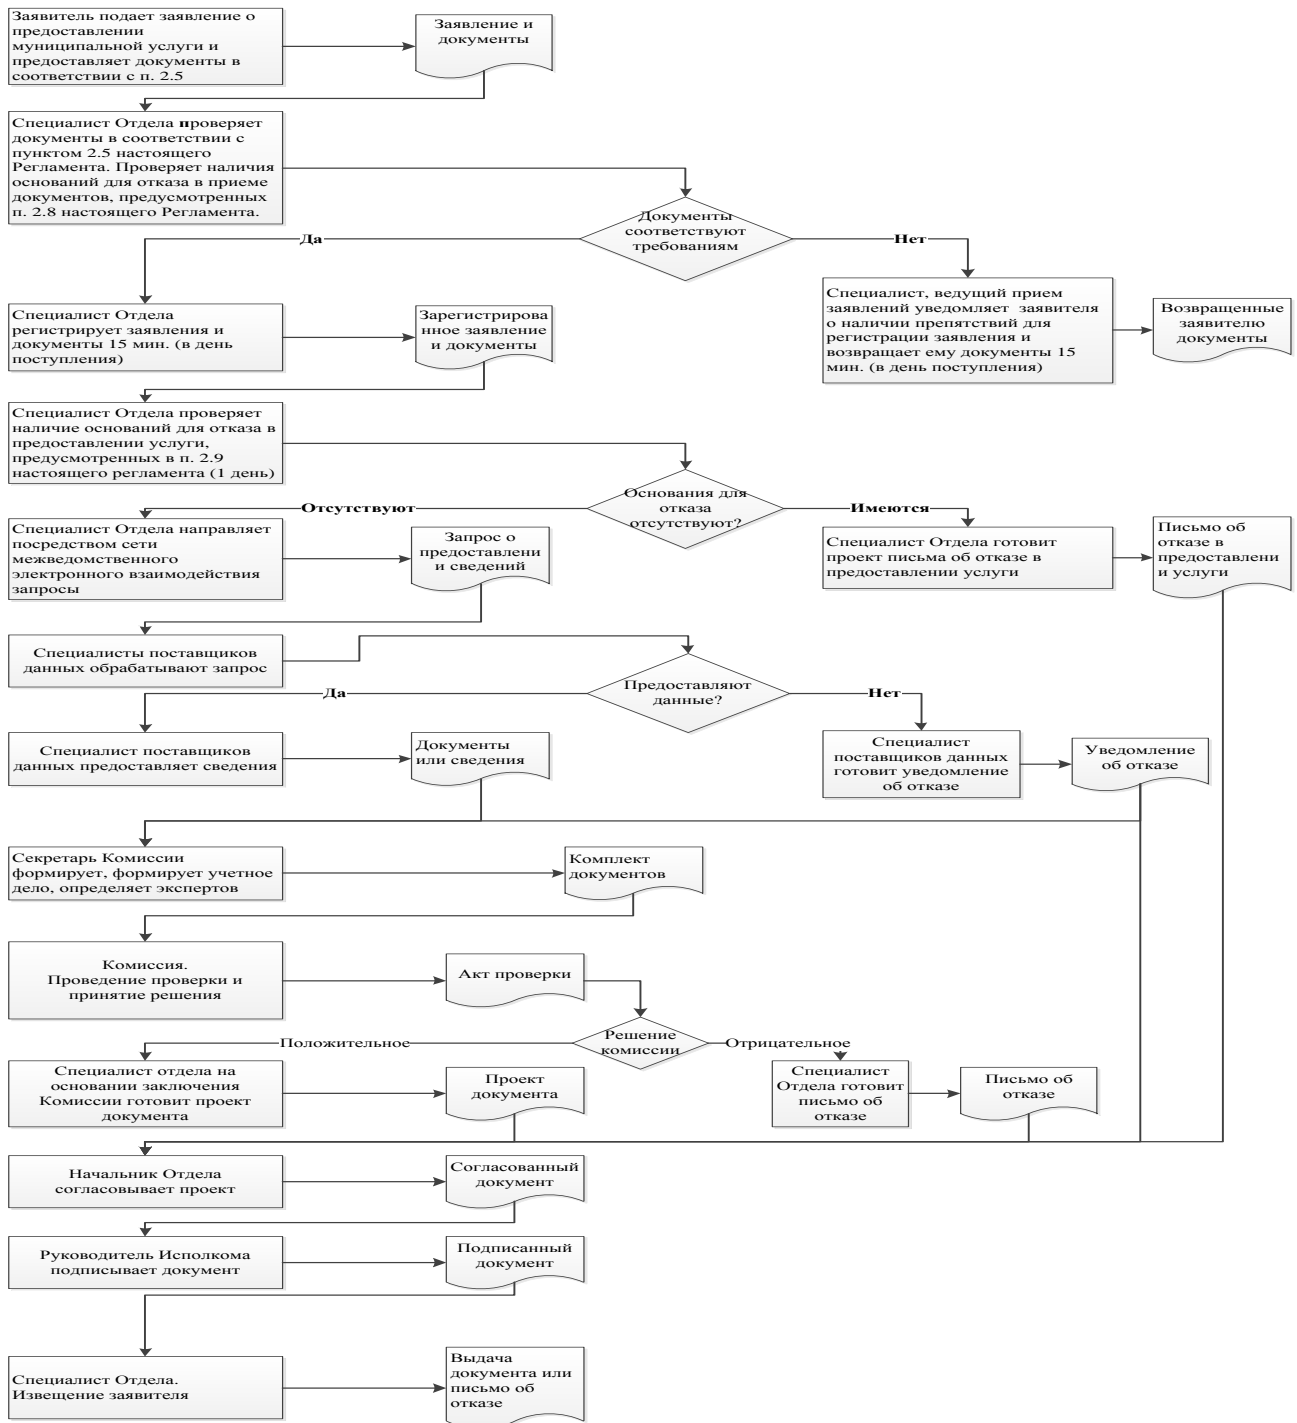 Заявитель подает заявление о
предоставлении
муниципальной услуги и
предоставляет документы в
соответствии с п. 2.5
Заявление и
документы
Специалист Отдела проверяет
документы в соответствии с
пунктом 2.5 настоящего
Регламента. Проверяет наличия
оснований для отказа в приеме
документов, предусмотренных
п. 2.8 настоящего Регламента.
Документы
соответствуют
требованиям
Да
Нет
Специалист Отдела
регистрирует заявления и
документы 15 мин. (в день
поступления)
Зарегистрирова
нное заявление
и документы
Специалист, ведущий прием
заявлений уведомляет заявителя
о наличии препятствий для
регистрации заявления и
возвращает ему документы 15
мин. (в день поступления)
Возвращенные
заявителю
документы
Специалист Отдела проверяет
наличие оснований для отказа в
предоставлении услуги,
предусмотренных в п. 2.9
настоящего регламента (1 день)
Основания для
отказа
отсутствуют?
Отсутствуют
Имеются
Специалист Отдела направляет
посредством сети
межведомственного
электронного взаимодействия
запросы
Запрос о
предоставлени
и сведений
Специалист Отдела готовит
проект письма об отказе в
предоставлении услуги
Письмо об
отказе в
предоставлени
и услуги
Специалисты поставщиков
данных обрабатывают запрос
Предоставляют
данные?
Да
Нет
Специалист поставщиков
данных предоставляет сведения
Документы
или сведения
Специалист
поставщиков данных
готовит уведомление
об отказе
Уведомление
об отказе
Секретарь Комиссии
формирует, формирует учетное
дело, определяет экспертов
Комплект
документов
Комиссия.
Проведение проверки и
принятие решения
Акт проверки
Решение
комиссии
Положительное
Отрицательное
Специалист отдела на
основании заключения
Комиссии готовит проект
документа
Проект
документа
Специалист
Отдела готовит
письмо об
отказе
Письмо об
отказе
Начальник Отдела
согласовывает проект
Согласованный
документ
Руководитель Исполкома
подписывает документ
Подписанный
документ
Специалист Отдела.
Извещение заявителя
Выдача
документа или
письмо об
отказе